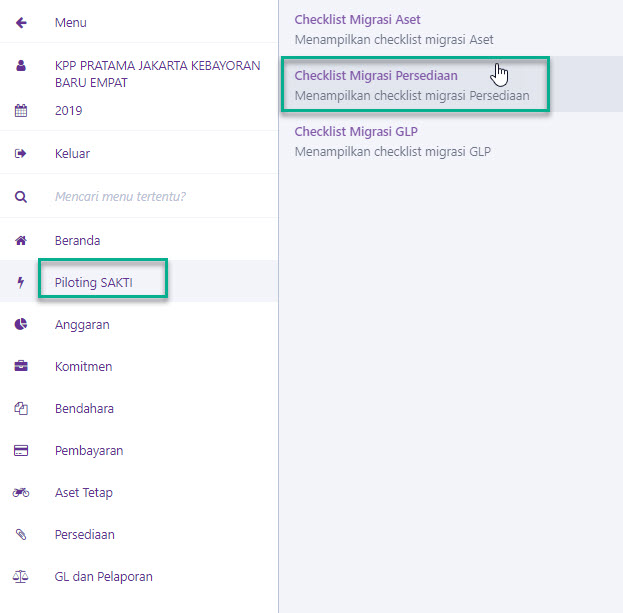 Menu
KPP PRATAMA JAKARTA KEBAYORAN
BARU EMPAT
2019
Keluar
Mencari menu tertentu?
Beranda
Piloting SAKTI
Anggaran
Komitmen
Bendahara
Pembayaran
Aset Tetap
Persediaan
GL dan Pelaporan
Checklist Migrasi Aset
Menampilkan checklist migrasi Aset
Checklist Migrasi Persediaan
Menampilkan checklist migrasi Persediaan
Checklist Migrasi GLP
Menampilkan checklist migrasi GLP